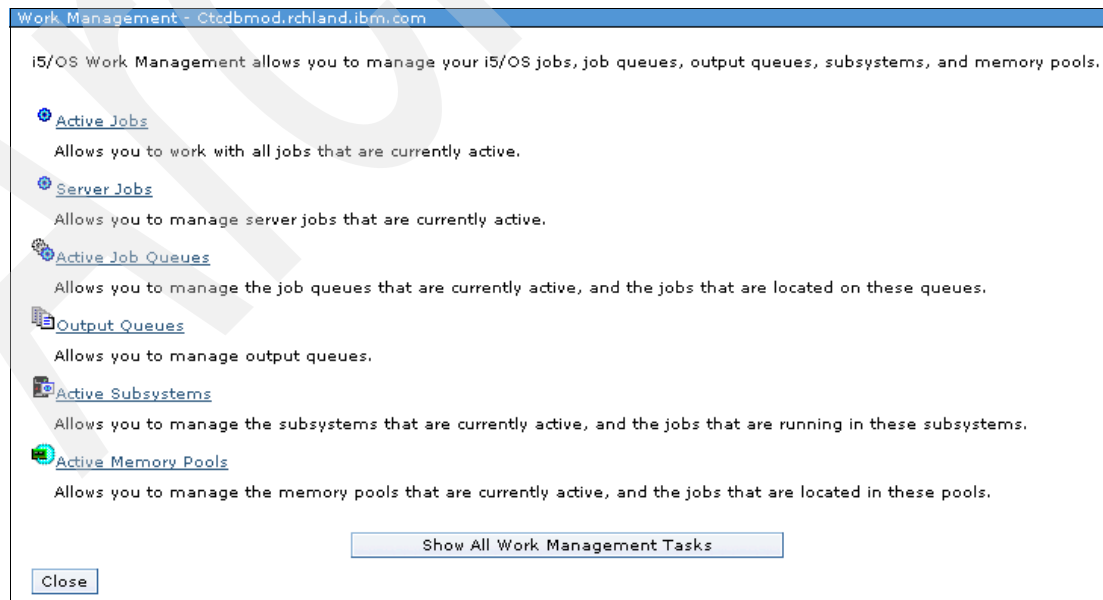 Work Management - Ctcdbmod.rchland.ibm.com
i5/OS Work Management allows you to manage your i5/OS jobs, job queues, output queues, subsystems, and memory pools.
Active Jobs
Allows you to work with all jobs that are currently active.
Server Jobs
Allows you to manage server jobs that are currently active.
Active Job Queues
Allows you to manage the job queues that are currently active, and the jobs that are located on these queues.
Output Queues
Allows you to manage output queues.
Active Subsystems
Allows you to manage the subsystems that are currently active, and the jobs that are running in these subsystems.
Active Memory Pools
Allows you to manage the memory pools that are currently active, and the jobs that are located in these pools.
Show All Work Management Tasks
Close